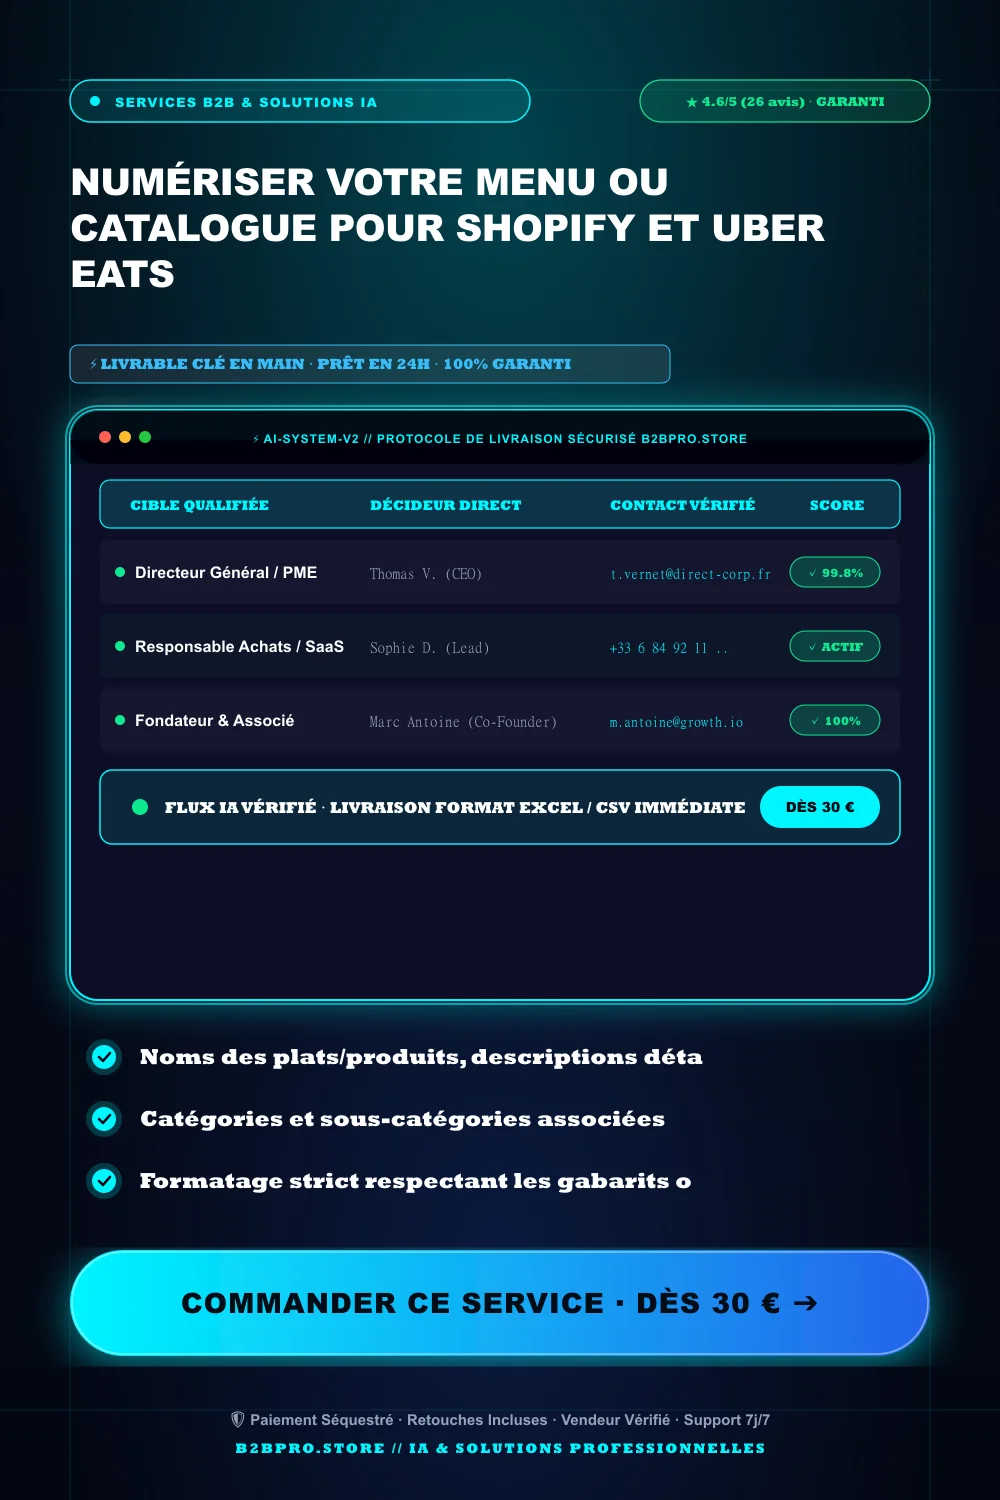 SERVICES B2B & SOLUTIONS IA
★ 4.6/5 (26 avis) · GARANTI
NUMÉRISER VOTRE MENU OU
CATALOGUE POUR SHOPIFY ET UBER
EATS
⚡ LIVRABLE CLÉ EN MAIN · PRÊT EN 24H · 100% GARANTI
⚡ AI-SYSTEM-V2 // PROTOCOLE DE LIVRAISON SÉCURISÉ B2BPRO.STORE
CIBLE QUALIFIÉE DÉCIDEUR DIRECT CONTACT VÉRIFIÉ SCORE
Directeur Général / PME Thomas V. (CEO) t.vernet@direct-corp.fr ✓ 99.8%
Responsable Achats / SaaS Sophie D. (Lead) +33 6 84 92 11 .. ✓ ACTIF
Fondateur & Associé Marc Antoine (Co-Founder) m.antoine@growth.io ✓ 100%
FLUX IA VÉRIFIÉ · LIVRAISON FORMAT EXCEL / CSV IMMÉDIATE DÈS 30 €
Noms des plats/produits, descriptions déta
Catégories et sous-catégories associées
Formatage strict respectant les gabarits o
COMMANDER CE SERVICE · DÈS 30 € →
🛡 Paiement Séquestré · Retouches Incluses · Vendeur Vérifié · Support 7j/7
B2BPRO.STORE // IA & SOLUTIONS PROFESSIONNELLES